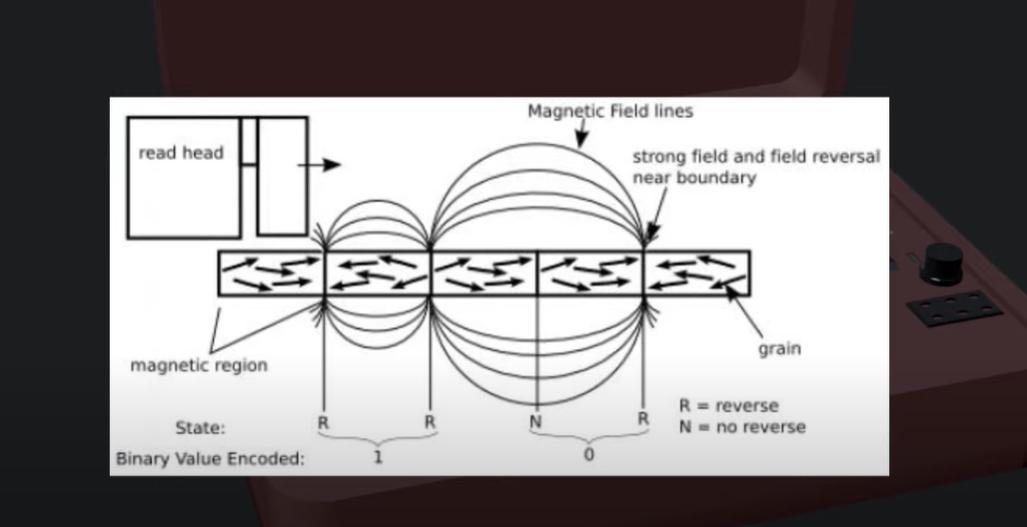 Magnetic Field lines
read head
strong field and field reversal
near boundary
magnetic region
grain
State:
R
R
N
R
R = reverse
N = no reverse
Binary Value Encoded:
1
0